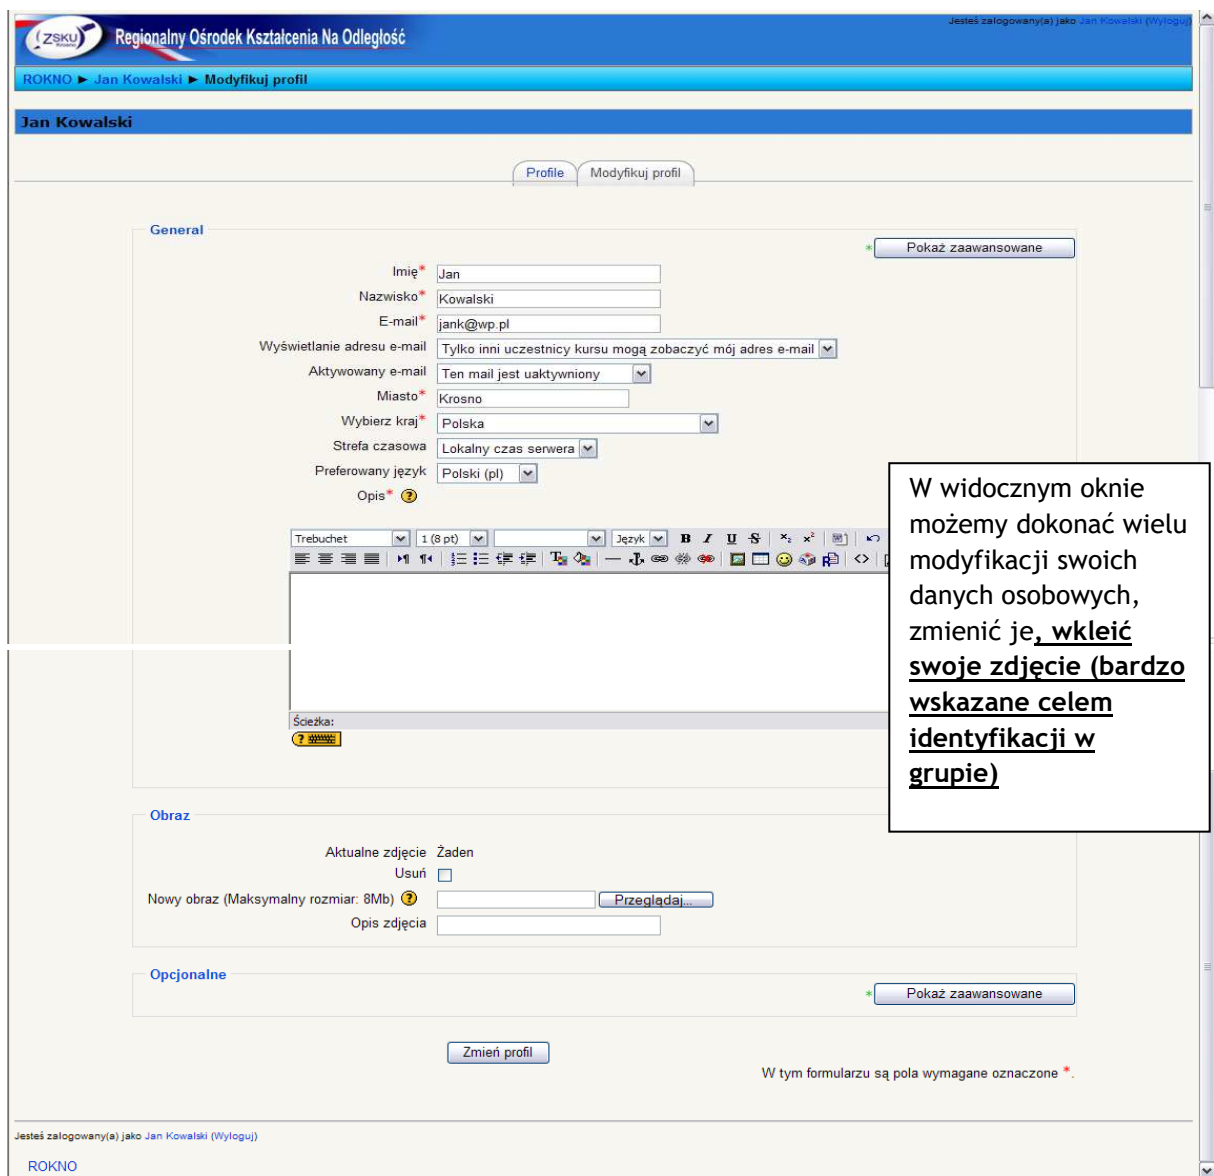 Jesteś zalogowany(a) jako Jan Kowalski (Wyloguj)
(ZSKU)
Regionalny Ośrodek Kształcenia Na Odległość
ROKNO ► Jan Kowalski ► Modyfikuj profil
Jan Kowalski
Profile Modyfikuj profil
General
* Pokaż zaawansowane
Imię* Jan
Nazwisko* Kowalski
E-mail* jank@wp.pl
Wyświetlanie adresu e-mail Tylko inni uczestnicy kursu mogą zobaczyć mój adres e-mail
Aktywowany e-mail Ten mail jest uaktywniony
Miasto* Krosno
Wybierz kraj* Polska
Strefa czasowa Lokalny czas serwera
Preferowany język Polski (pl)
Opis* ?
Trebuchet 1 (8 pt) Język B I U S x₂ x²
Ścieżka:
?
W widocznym oknie
możemy dokonać wielu
modyfikacji swoich
danych osobowych,
zmienić je, wkleić
swoje zdjęcie (bardzo
wskazane celem
identyfikacji w
grupie)
Obraz
Aktualne zdjęcie Żaden
Usuń
Nowy obraz (Maksymalny rozmiar: 8Mb) ? Przeglądaj...
Opis zdjęcia
Opcjonalne
* Pokaż zaawansowane
Zmień profil
W tym formularzu są pola wymagane oznaczone *.
Jesteś zalogowany(a) jako Jan Kowalski (Wyloguj)
ROKNO